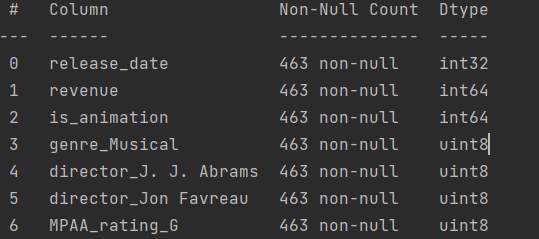 #   Column                Non-Null Count  Dtype
---  ------                --------------  -----
 0   release_date          463 non-null    int32
 1   revenue               463 non-null    int64
 2   is_animation          463 non-null    int64
 3   genre_Musical         463 non-null    uint8
 4   director_J. J. Abrams  463 non-null    uint8
 5   director_Jon Favreau  463 non-null    uint8
 6   MPAA_rating_G         463 non-null    uint8